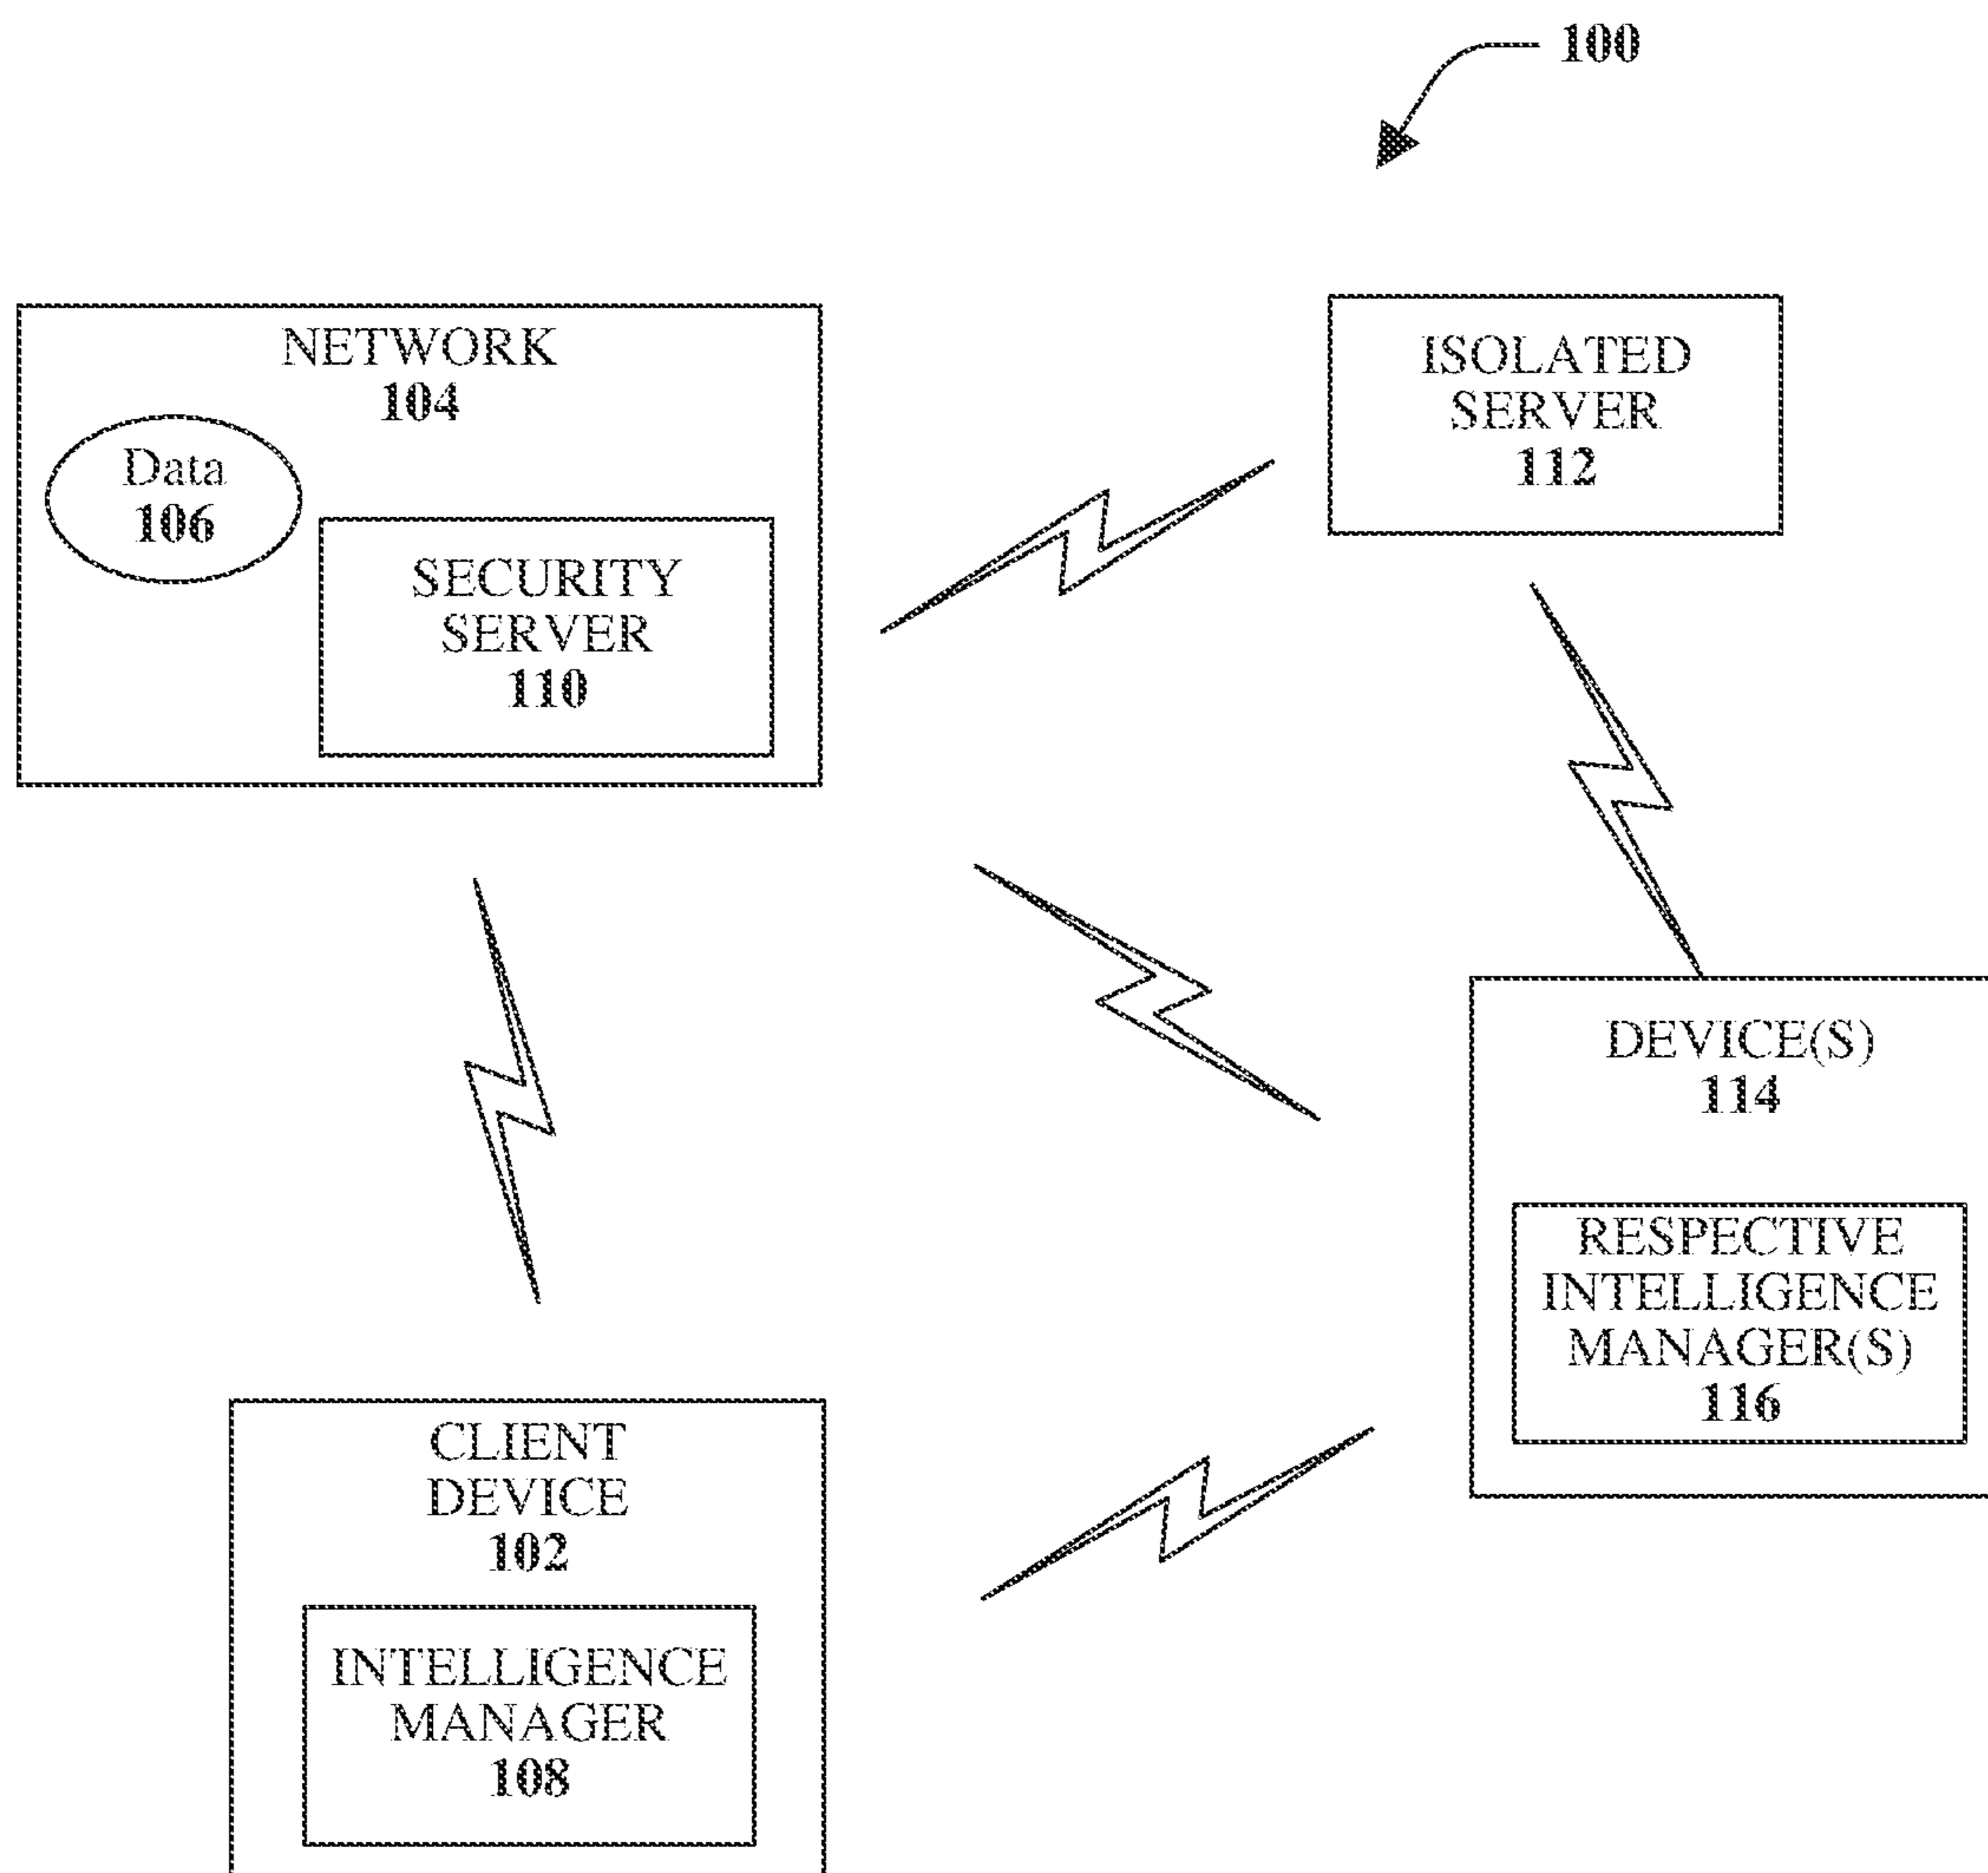 100
NETWORK
104
Data
106
SECURITY
SERVER
110
ISOLATED
SERVER
112
DEVICE(S)
114
RESPECTIVE
INTELLIGENCE
MANAGER(S)
116
CLIENT
DEVICE
102
INTELLIGENCE
MANAGER
108